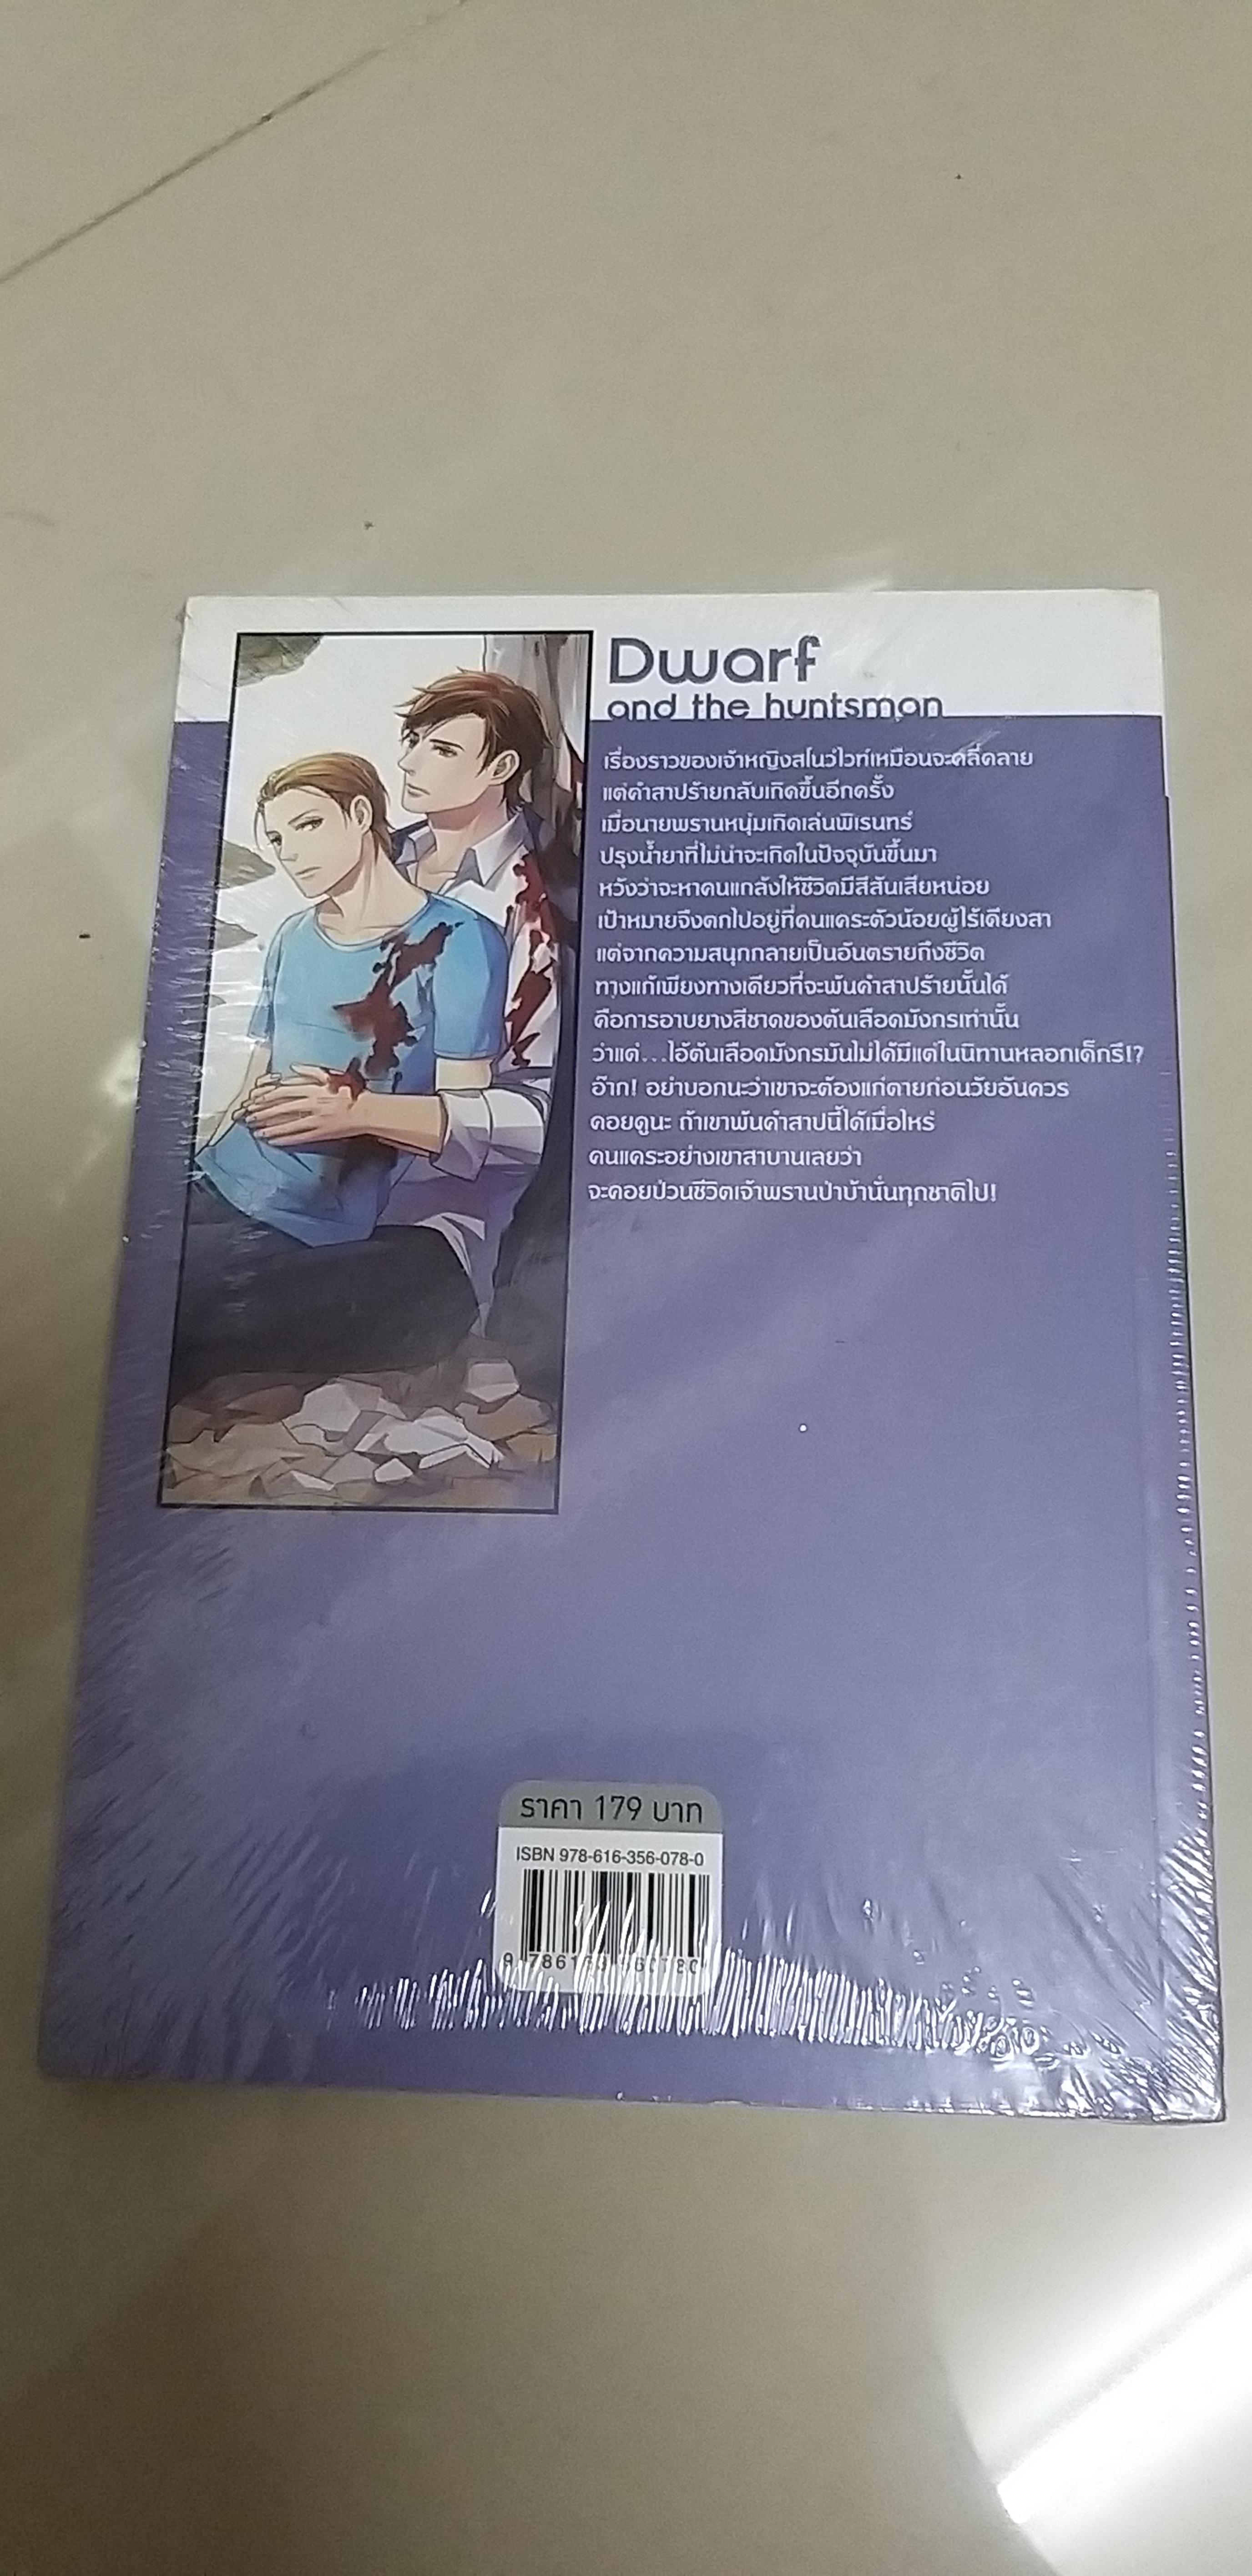 Dwarf
and the huntsman
เรื่องราวของเจ้าหญิงสโนว์ไวท์เหมือนจะคลี่คลาย
แต่คำสาปร้ายกลับเกิดขึ้นอีกครั้ง
เมื่อนายพรานหนุ่มเกิดเล่นพิเรนทร์
ปรุงน้ำยาที่ไม่น่าจะเกิดในปัจจุบันขึ้นมา
หวังว่าจะหาคนแกล้งให้ชีวิตมีสีสันเสียหน่อย
เป้าหมายจึงตกไปอยู่ที่คนแคระตัวน้อยผู้ไร้เดียงสา
แต่จากความสนุกกลายเป็นอันตรายถึงชีวิต
ทางแก้เพียงทางเดียวที่จะพ้นคำสาปร้ายนั้นได้
คือการอาบยางสีชาดของต้นเลือดมังกรเท่านั้น
ว่าแต่...ไอ้ต้นเลือดมังกรมันไม่ได้มีแต่ในนิทานหลอกเด็กรึ!?
อ๊าก! อย่าบอกนะว่าเขาจะต้องแก่ตายก่อนวัยอันควร
คอยดูนะ ถ้าเขาพ้นคำสาปนี้ได้เมื่อไหร่
คนแคระอย่างเขาสาบานเลยว่า
จะคอยป่วนชีวิตเจ้าพรานป่าบ้านั่นทุกชาติไป!
ราคา 179 บาท
ISBN 978-616-356-078-0